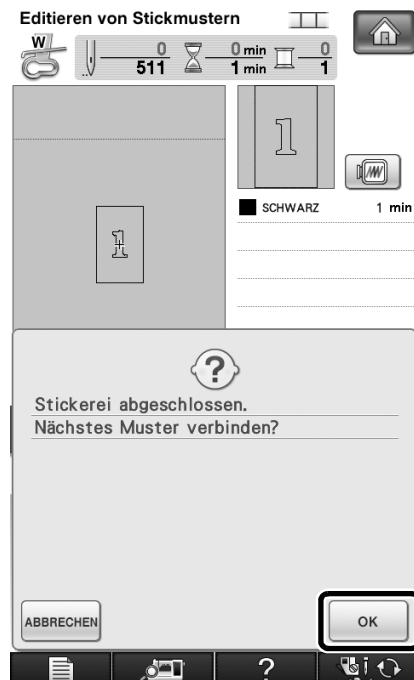 Editieren von Stickmustern
W
0 0 min 0
511 1 min 1
1
SCHWARZ 1 min
1
?
Stickerei abgeschlossen.
Nächstes Muster verbinden?
ABBRECHEN OK
?